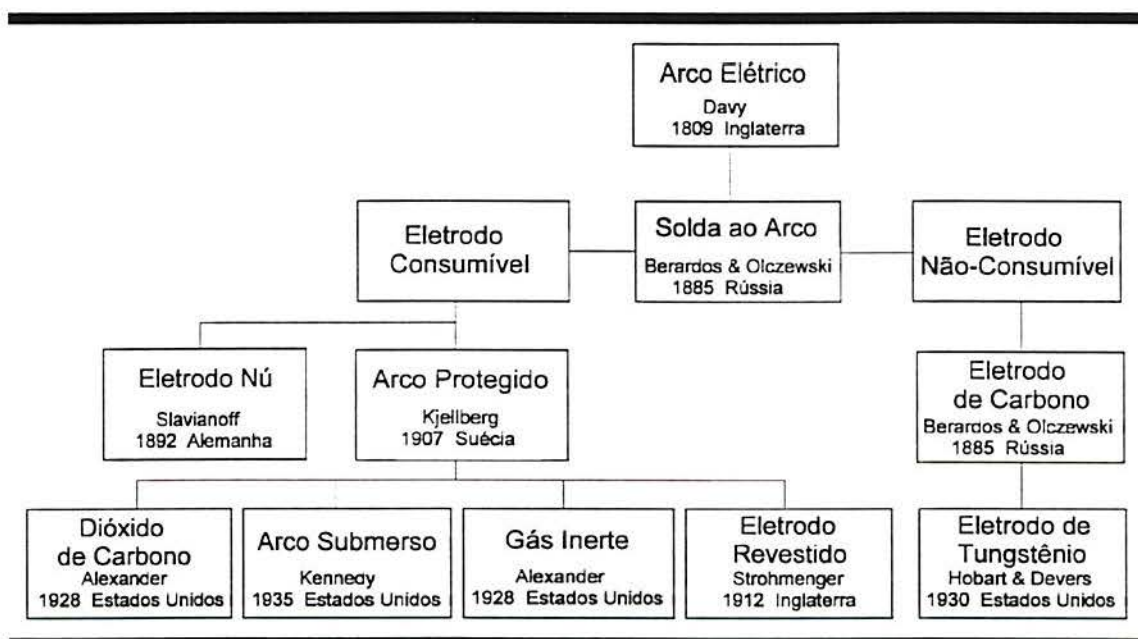 Arco Elétrico
Davy
1809 Inglaterra
Eletrodo
Consumível
Solda ao Arco
Berardos & Olczewski
1885 Rússia
Eletrodo
Não-Consumível
Eletrodo Nú
Slavianoff
1892 Alemanha
Arco Protegido
Kjellberg
1907 Suécia
Eletrodo
de Carbono
Berardos & Olczewski
1885 Rússia
Dióxido
de Carbono
Alexander
1928 Estados Unidos
Arco Submerso
Kennedy
1935 Estados Unidos
Gás Inerte
Alexander
1928 Estados Unidos
Eletrodo
Revestido
Strohmenger
1912 Inglaterra
Eletrodo de
Tungstênio
Hobart & Devers
1930 Estados Unidos